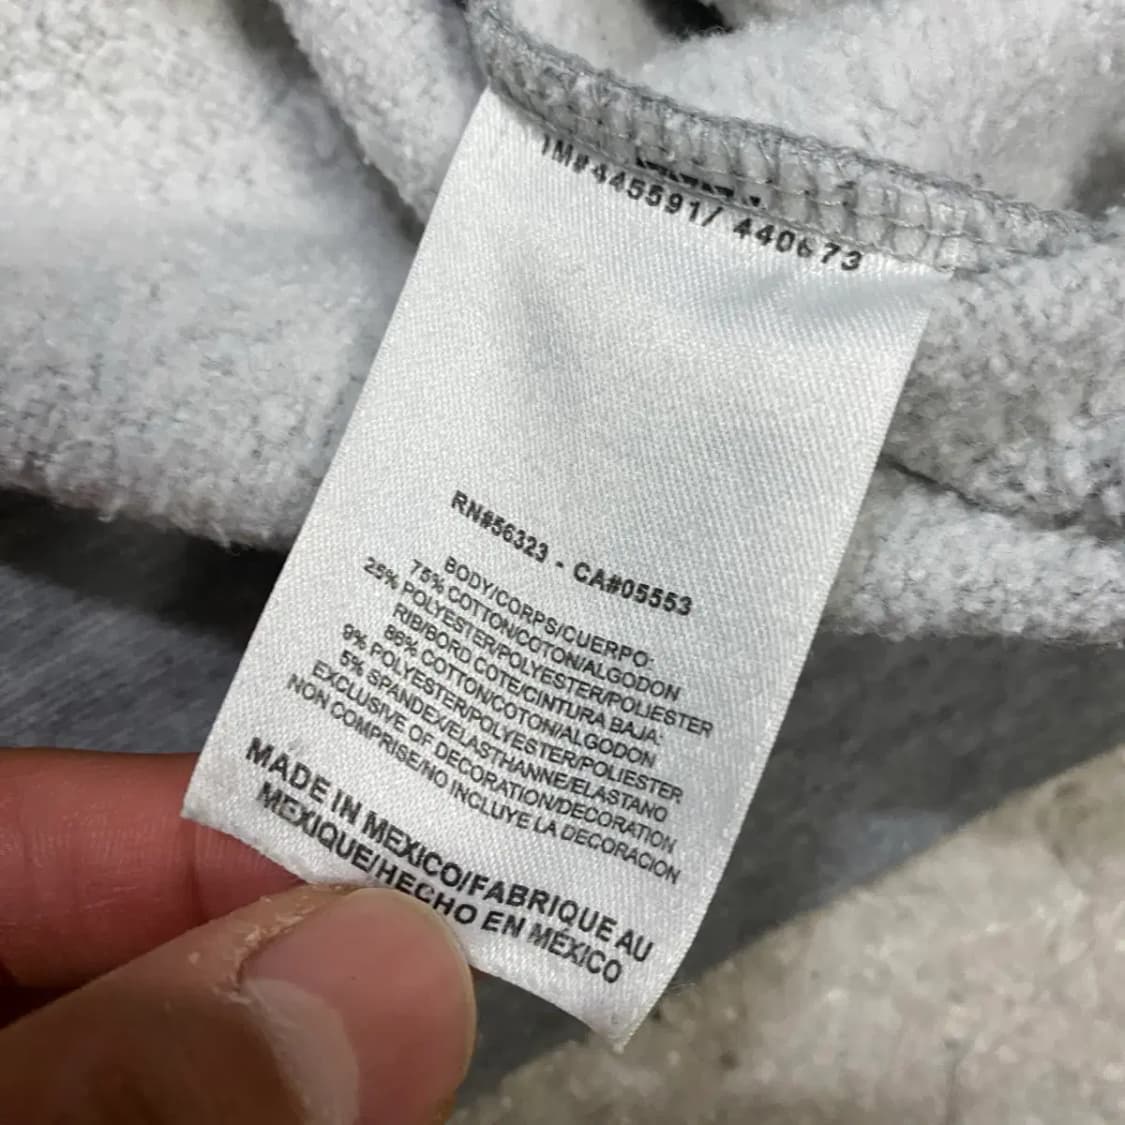 IM#445591/ 440673
RN#56323 - CA#05553
BODY/CORPS/CUERPO:
75% COTTON/COTON/ALGODON
25% POLYESTER/POLYESTER/POLIESTER
RIB/BORD COTE/CINTURA BAJA:
86% COTTON/COTON/ALGODON
9% POLYESTER/POLYESTER/POLIESTER
5% SPANDEX/ELASTHANNE/ELASTANO
EXCLUSIVE OF DECORATION/DECORATION
NON COMPRISE/NO INCLUYE LA DECORACION
MADE IN MEXICO/FABRIQUE AU
MEXIQUE/HECHO EN MÉXICO